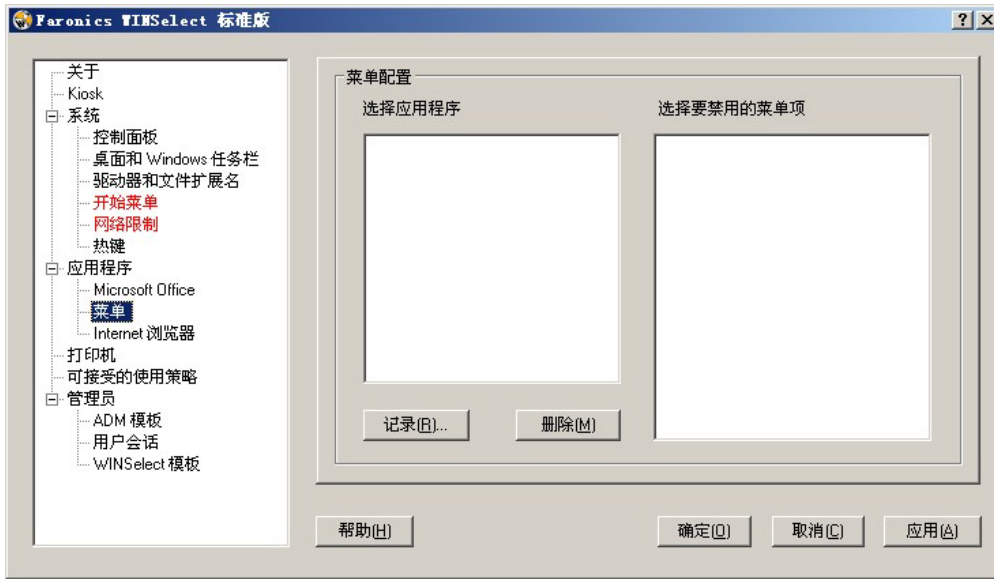 Faronics WINSelect 标准版
关于
Kiosk
系统
控制面板
桌面和 Windows 任务栏
驱动器和文件扩展名
开始菜单
网络限制
热键
应用程序
Microsoft Office
菜单
Internet 浏览器
打印机
可接受的使用策略
管理员
ADM 模板
用户会话
WINSelect 模板
菜单配置
选择应用程序
选择要禁用的菜单项
记录(R)...
删除(M)
帮助(H)
确定(O)
取消(C)
应用(A)